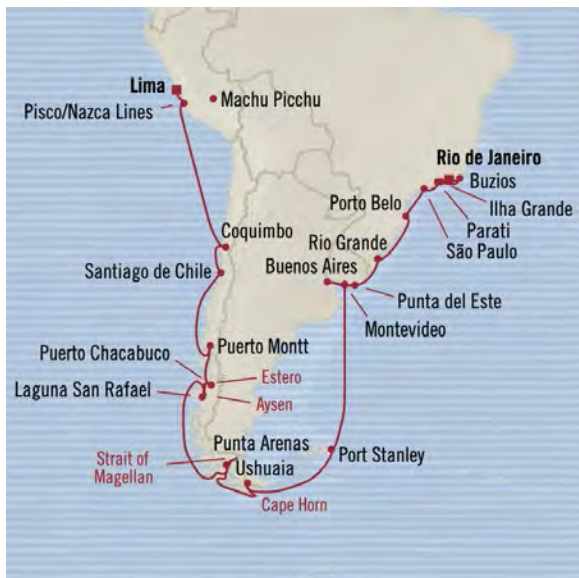 Lima
Machu Picchu
Pisco/Nazca Lines
Rio de Janeiro
Buzios
Porto Belo
Ilha Grande
Parati
São Paulo
Coquimbo
Rio Grande
Buenos Aires
Santiago de Chile
Punta del Este
Montevideo
Puerto Chacabuco
Puerto Montt
Estero
Laguna San Rafael
Aysen
Punta Arenas
Strait of
Magellan
Ushuaia
Port Stanley
Cape Horn